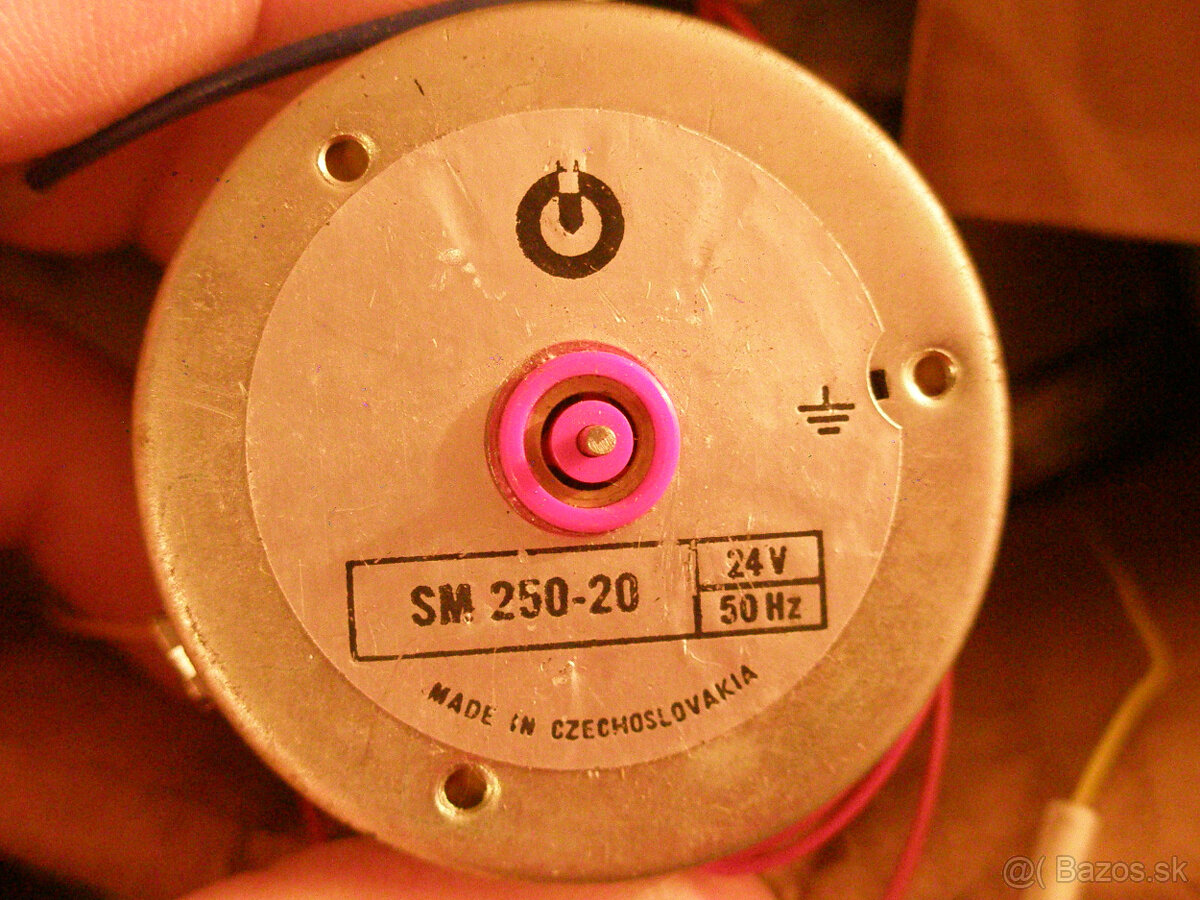 SM 250-20
24 V
50 Hz
MADE IN CZECHOSLOVAKIA
@( Bazos.sk